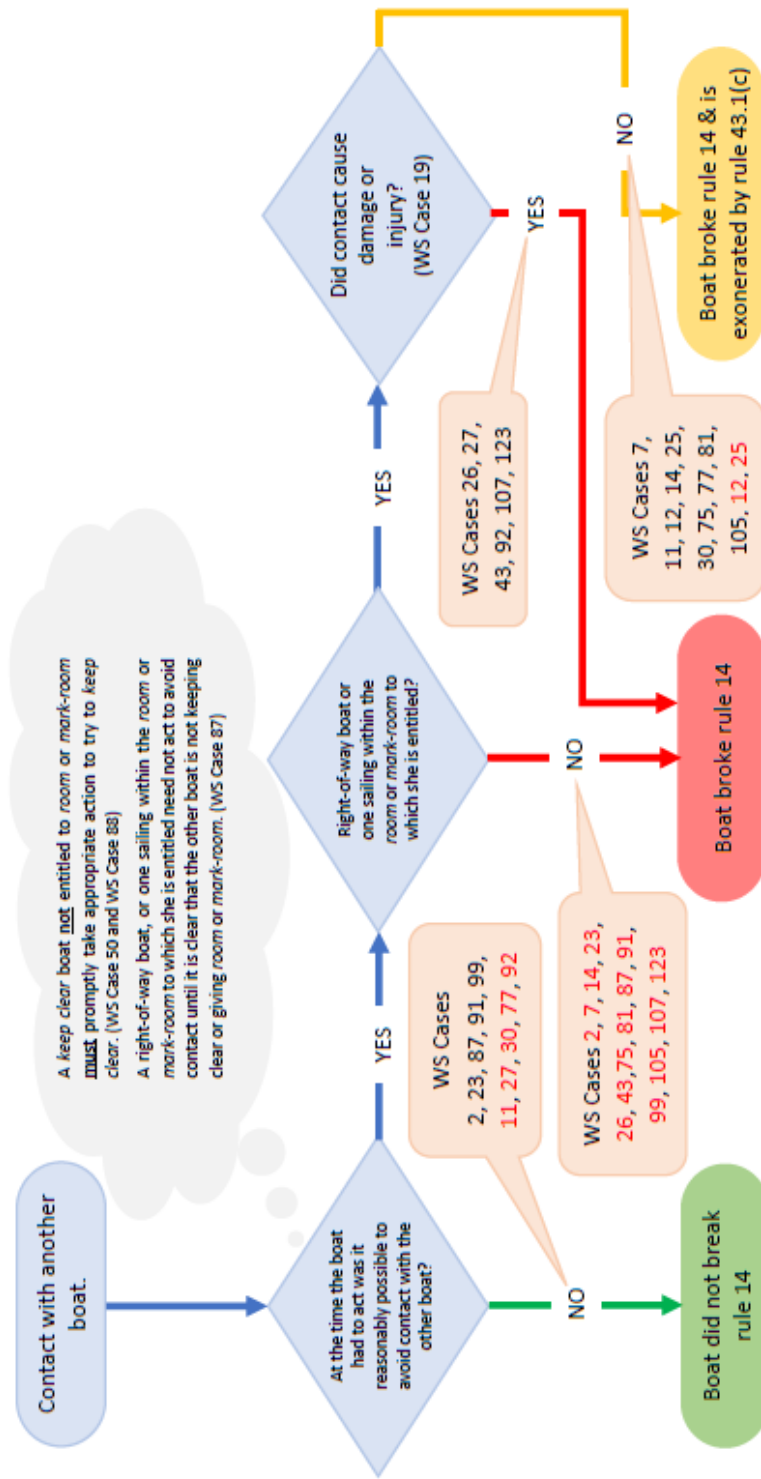 Contact with another
boat.
A keep clear boat not entitled to room or mark-room
must promptly take appropriate action to try to keep
clear. (WS Case 50 and WS Case 88)
A right-of-way boat, or one sailing within the room or
mark-room to which she is entitled need not act to avoid
contact until it is clear that the other boat is not keeping
clear or giving room or mark-room. (WS Case 87)
At the time the boat
had to act was it
reasonably possible to
avoid contact with the
other boat?
YES
Right-of-way boat or
one sailing within the
room or mark-room to
which she is entitled?
YES
Did contact cause
damage or
injury?
(WS Case 19)
WS Cases
2, 23, 87, 91, 99,
11, 27, 30, 77, 92
WS Cases 26, 27,
43, 92, 107, 123
YES
NO
WS Cases 2, 7, 14, 23,
26, 43,75, 81, 87, 91,
99, 105, 107, 123
NO
WS Cases 7,
11, 12, 14, 25,
30, 75, 77, 81,
105, 12, 25
NO
Boat did not break
rule 14
Boat broke rule 14
Boat broke rule 14 & is
exonerated by rule 43.1(c)